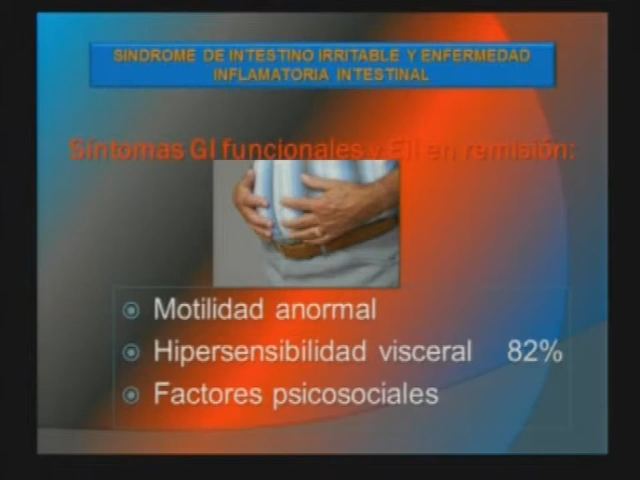 SÍNDROME DE INTESTINO IRRITABLE Y ENFERMEDAD
INFLAMATORIA INTESTINAL
Síntomas GI funcionales y EII en remisión:
Motilidad anormal
Hipersensibilidad visceral 82%
Factores psicosociales